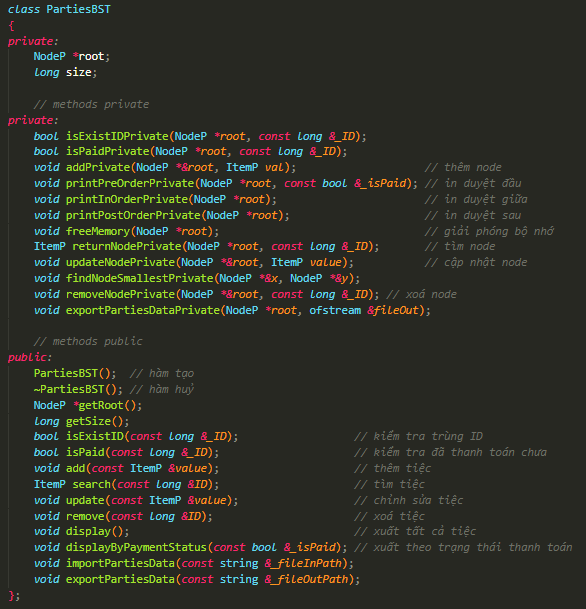 class PartiesBST
{
private:
    NodeP *root;
    long size;

    // methods private
private:
    bool isExistIDPrivate(NodeP *root, const long &_ID);
    bool isPaidPrivate(NodeP *root, const long &_ID);
    void addPrivate(NodeP *&root, ItemP val);                      // thêm node
    void printPreOrderPrivate(NodeP *root, const bool &_isPaid); // in duyệt đầu
    void printInOrderPrivate(NodeP *root);                       // in duyệt giữa
    void printPostOrderPrivate(NodeP *root);                     // in duyệt sau
    void freeMemory(NodeP *root);                                // giải phóng bộ nhớ
    ItemP returnNodePrivate(NodeP *root, const long &_ID);       // tìm node
    void updateNodePrivate(NodeP *&root, ItemP value);           // cập nhật node
    void findNodeSmallestPrivate(NodeP *&x, NodeP *&y);
    void removeNodePrivate(NodeP *&root, const long &_ID); // xoá node
    void exportPartiesDataPrivate(NodeP *root, ofstream &fileOut);

    // methods public
public:
    PartiesBST();  // hàm tạo
    ~PartiesBST(); // hàm huỷ
    NodeP *getRoot();
    long getSize();
    bool isExistID(const long &_ID);                  // kiểm tra trùng ID
    bool isPaid(const long &_ID);                     // kiểm tra đã thanh toán chưa
    void add(const ItemP &value);                     // thêm tiệc
    ItemP search(const long &ID);                     // tìm tiệc
    void update(const ItemP &value);                  // chỉnh sửa tiệc
    void remove(const long &ID);                      // xoá tiệc
    void display();                                   // xuất tất cả tiệc
    void displayByPaymentStatus(const bool &_isPaid); // xuất theo trạng thái thanh toán
    void importPartiesData(const string &_fileInPath);
    void exportPartiesData(const string &_fileOutPath);
};